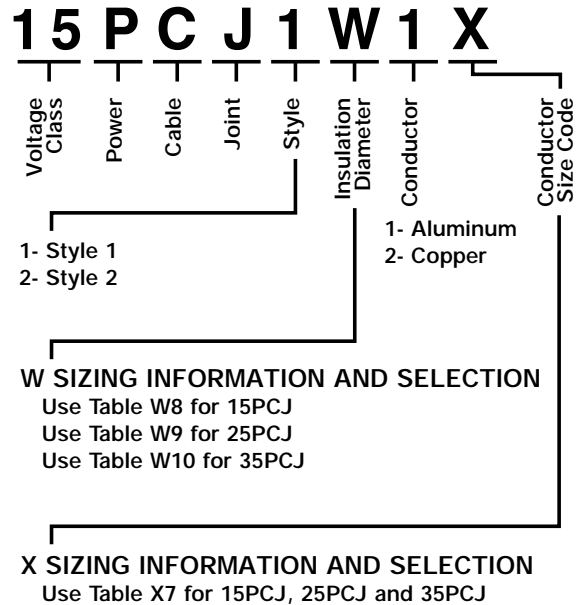 15PCJ1W1X
Voltage
Class
Power
Cable
Joint
Style
Insulation
Diameter
Conductor
Conductor
Size Code
1- Style 1
2- Style 2
1- Aluminum
2- Copper
W SIZING INFORMATION AND SELECTION
Use Table W8 for 15PCJ
Use Table W9 for 25PCJ
Use Table W10 for 35PCJ
X SIZING INFORMATION AND SELECTION
Use Table X7 for 15PCJ, 25PCJ and 35PCJ